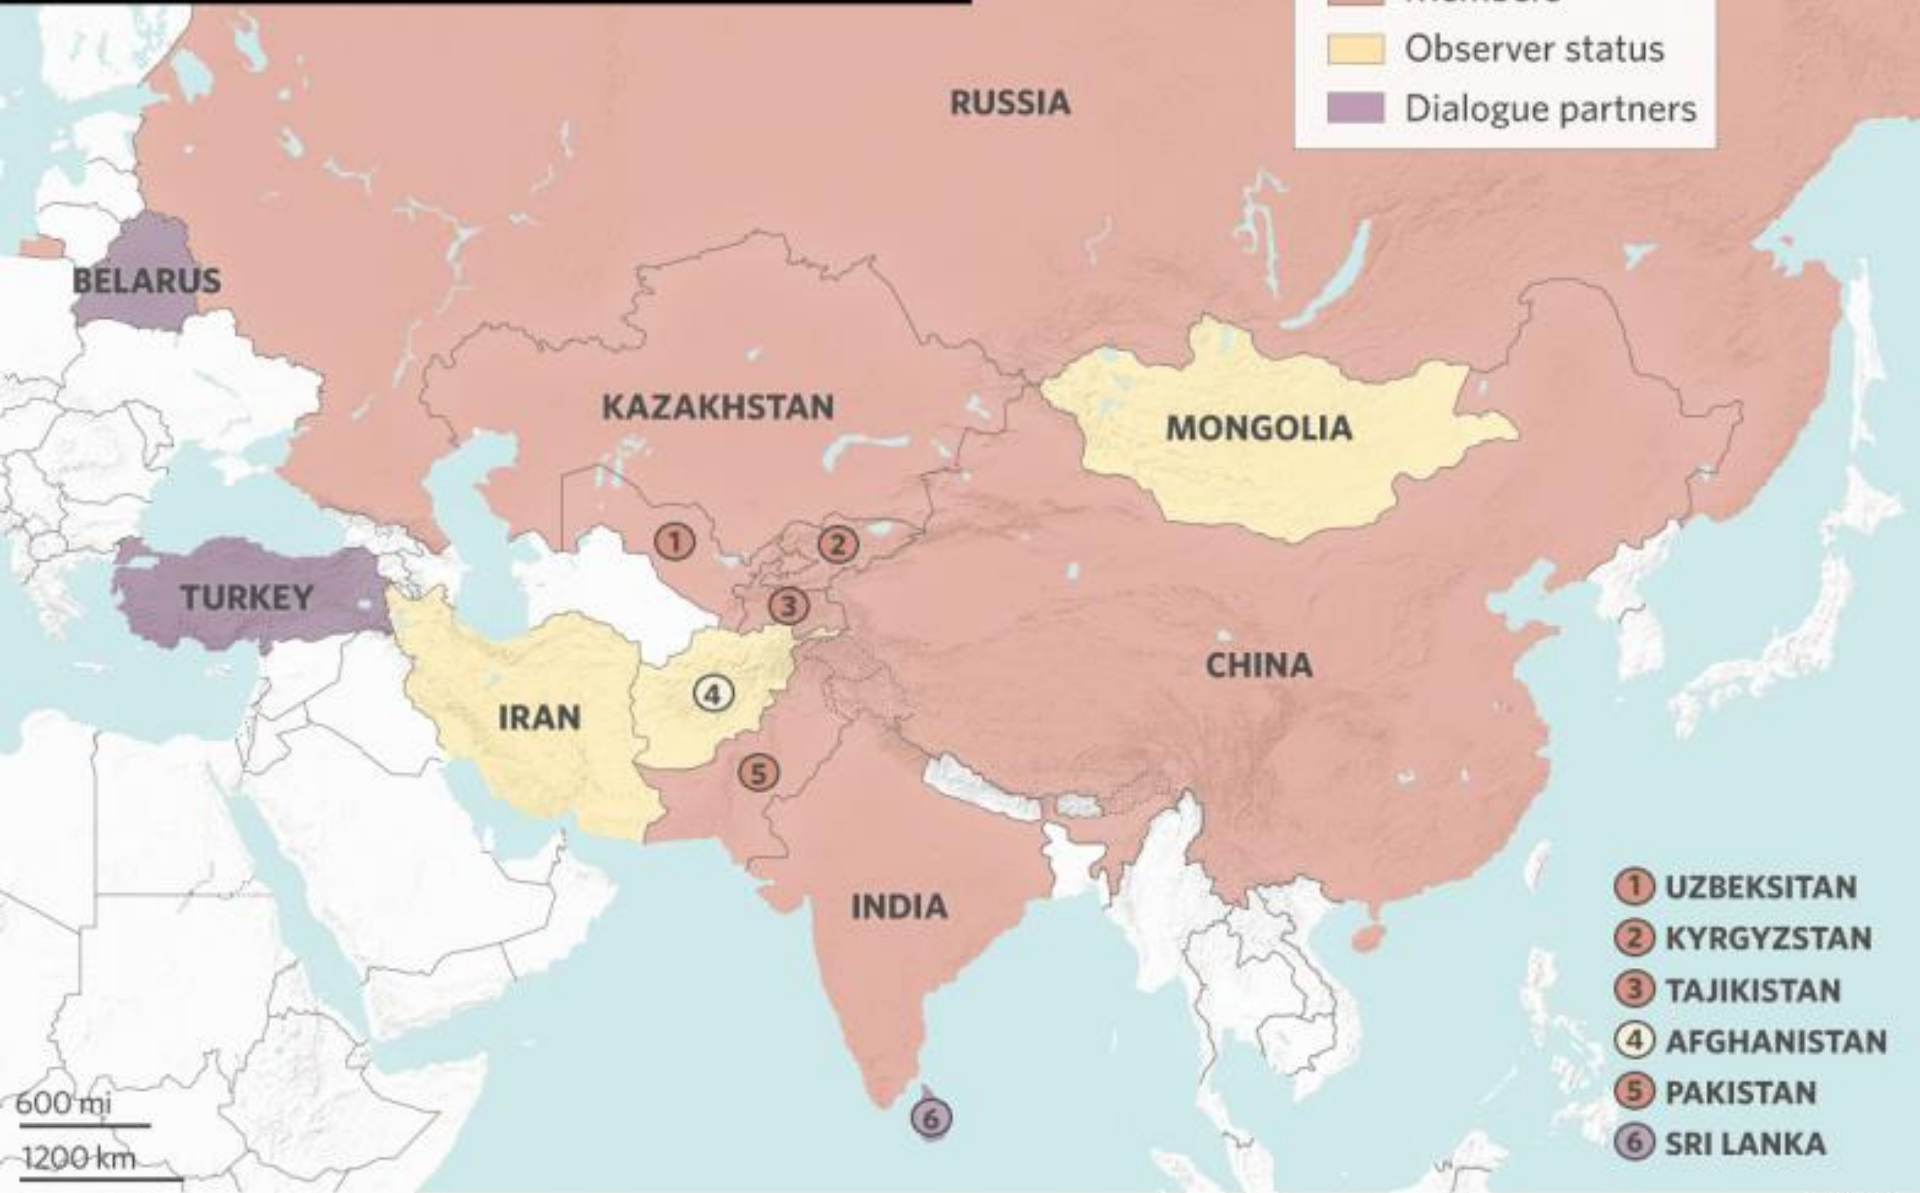 Observer status
Dialogue partners
RUSSIA
BELARUS
KAZAKHSTAN
MONGOLIA
1
2
TURKEY
3
CHINA
4
IRAN
5
INDIA
6
1 UZBEKSITAN
2 KYRGYZSTAN
3 TAJIKISTAN
4 AFGHANISTAN
5 PAKISTAN
6 SRI LANKA
600 mi
1200 km